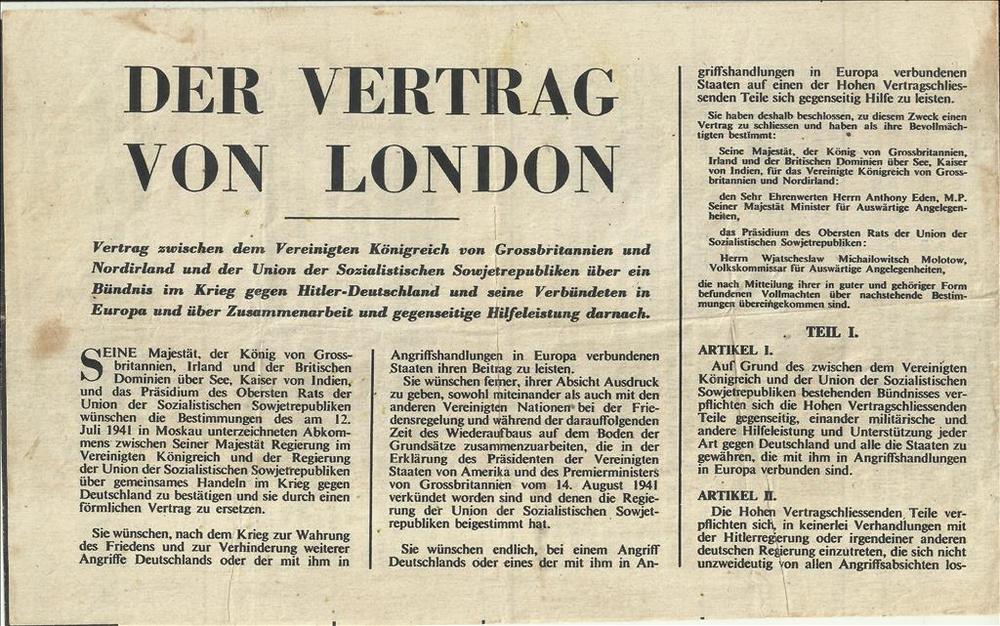 DER VERTRAG
VON LONDON
Vertrag zwischen dem Vereinigten Königreich von Grossbritannien und
Nordirland und der Union der Sozialistischen Sowjetrepubliken über ein
Bündnis im Krieg gegen Hitler-Deutschland und seine Verbündeten in
Europa und über Zusammenarbeit und gegenseitige Hilfeleistung darnach.
SEINE Majestät, der König von Gross-
britannien, Irland und der Britischen
Dominien über See, Kaiser von Indien,
und das Präsidium des Obersten Rats der
Union der Sozialistischen Sowjetrepubliken
wünschen die Bestimmungen des am 12.
Juli 1941 in Moskau unterzeichneten Abkom-
mens zwischen Seiner Majestät Regierung im
Vereinigten Königreich und der Regierung
der Union der Sozialistischen Sowjetrepubliken
über gemeinsames Handeln im Krieg gegen
Deutschland zu bestätigen und sie durch einen
förmlichen Vertrag zu ersetzen.
Sie wünschen, nach dem Krieg zur Wahrung
des Friedens und zur Verhinderung weiterer
Angriffe Deutschlands oder der mit ihm in
Angriffshandlungen in Europa verbundenen
Staaten ihren Beitrag zu leisten.
Sie wünschen ferner, ihrer Absicht Ausdruck
zu geben, sowohl miteinander als auch mit den
anderen Vereinigten Nationen bei der Frie-
densregelung und während der darauffolgenden
Zeit des Wiederaufbaus auf dem Boden der
Grundsätze zusammenzuarbeiten, die in der
Erklärung des Präsidenten der Vereinigten
Staaten von Amerika und des Premierministers
von Grossbritannien vom 14. August 1941
verkündet worden sind und denen die Regie-
rung der Union der Sozialistischen Sowjet-
republiken beigestimmt hat.
Sie wünschen endlich, bei einem Angriff
Deutschlands oder eines der mit ihm in An-
griffshandlungen in Europa verbundenen
Staaten auf einen der Hohen Vertragschlies-
senden Teile sich gegenseitig Hilfe zu leisten.
Sie haben deshalb beschlossen, zu diesem Zweck einen
Vertrag zu schliessen und haben als ihre Bevollmäch-
tigten bestimmt:
Seine Majestät, der König von Grossbritannien,
Irland und der Britischen Dominien über See, Kaiser
von Indien, für das Vereinigte Königreich von Gross-
britannien und Nordirland:
den Sehr Ehrenwerten Herrn Anthony Eden, M.P.
Seiner Majestät Minister für Auswärtige Angelegen-
heiten,
das Präsidium des Obersten Rats der Union der
Sozialistischen Sowjetrepubliken:
Herrn Wjatscheslaw Michailowitsch Molotow,
Volkskommissar für Auswärtige Angelegenheiten,
die nach Mitteilung ihrer in guter und gehöriger Form
befundenen Vollmachten über nachstehende Bestim-
mungen übereingekommen sind.
TEIL I.
ARTIKEL I.
Auf Grund des zwischen dem Vereinigten
Königreich und der Union der Sozialistischen
Sowjetrepubliken bestehenden Bündnisses ver-
pflichten sich die Hohen Vertragschliessenden
Teile gegenseitig, einander militärische und
andere Hilfeleistung und Unterstützung jeder
Art gegen Deutschland und alle die Staaten zu
gewähren, die mit ihm in Angriffshandlungen
in Europa verbunden sind.
ARTIKEL II.
Die Hohen Vertragschliessenden Teile ver-
pflichten sich, in keinerlei Verhandlungen mit
der Hitlerregierung oder irgendeiner anderen
deutschen Regierung einzutreten, die sich nicht
unzweideutig von allen Angriffsabsichten los-